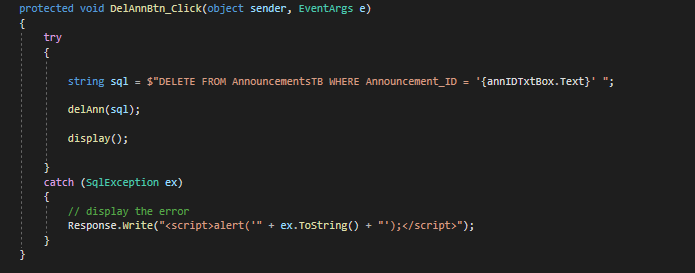 protected void DelAnnBtn_Click(object sender, EventArgs e)
{
try
{
string sql = $"DELETE FROM AnnouncementsTB WHERE Announcement_ID = '{annIDTxtBox.Text}' ";
delAnn(sql);
display();
}
catch (SqlException ex)
{
// display the error
Response.Write("<script>alert('" + ex.ToString() + "');</script>");
}
}